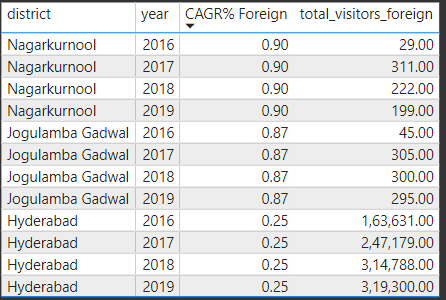 district year CAGR% Foreign total_visitors_foreign
Nagarkurnool 2016 0.90 29.00
Nagarkurnool 2017 0.90 311.00
Nagarkurnool 2018 0.90 222.00
Nagarkurnool 2019 0.90 199.00
Jogulamba Gadwal 2016 0.87 45.00
Jogulamba Gadwal 2017 0.87 305.00
Jogulamba Gadwal 2018 0.87 300.00
Jogulamba Gadwal 2019 0.87 295.00
Hyderabad 2016 0.25 1,63,631.00
Hyderabad 2017 0.25 2,47,179.00
Hyderabad 2018 0.25 3,14,788.00
Hyderabad 2019 0.25 3,19,300.00